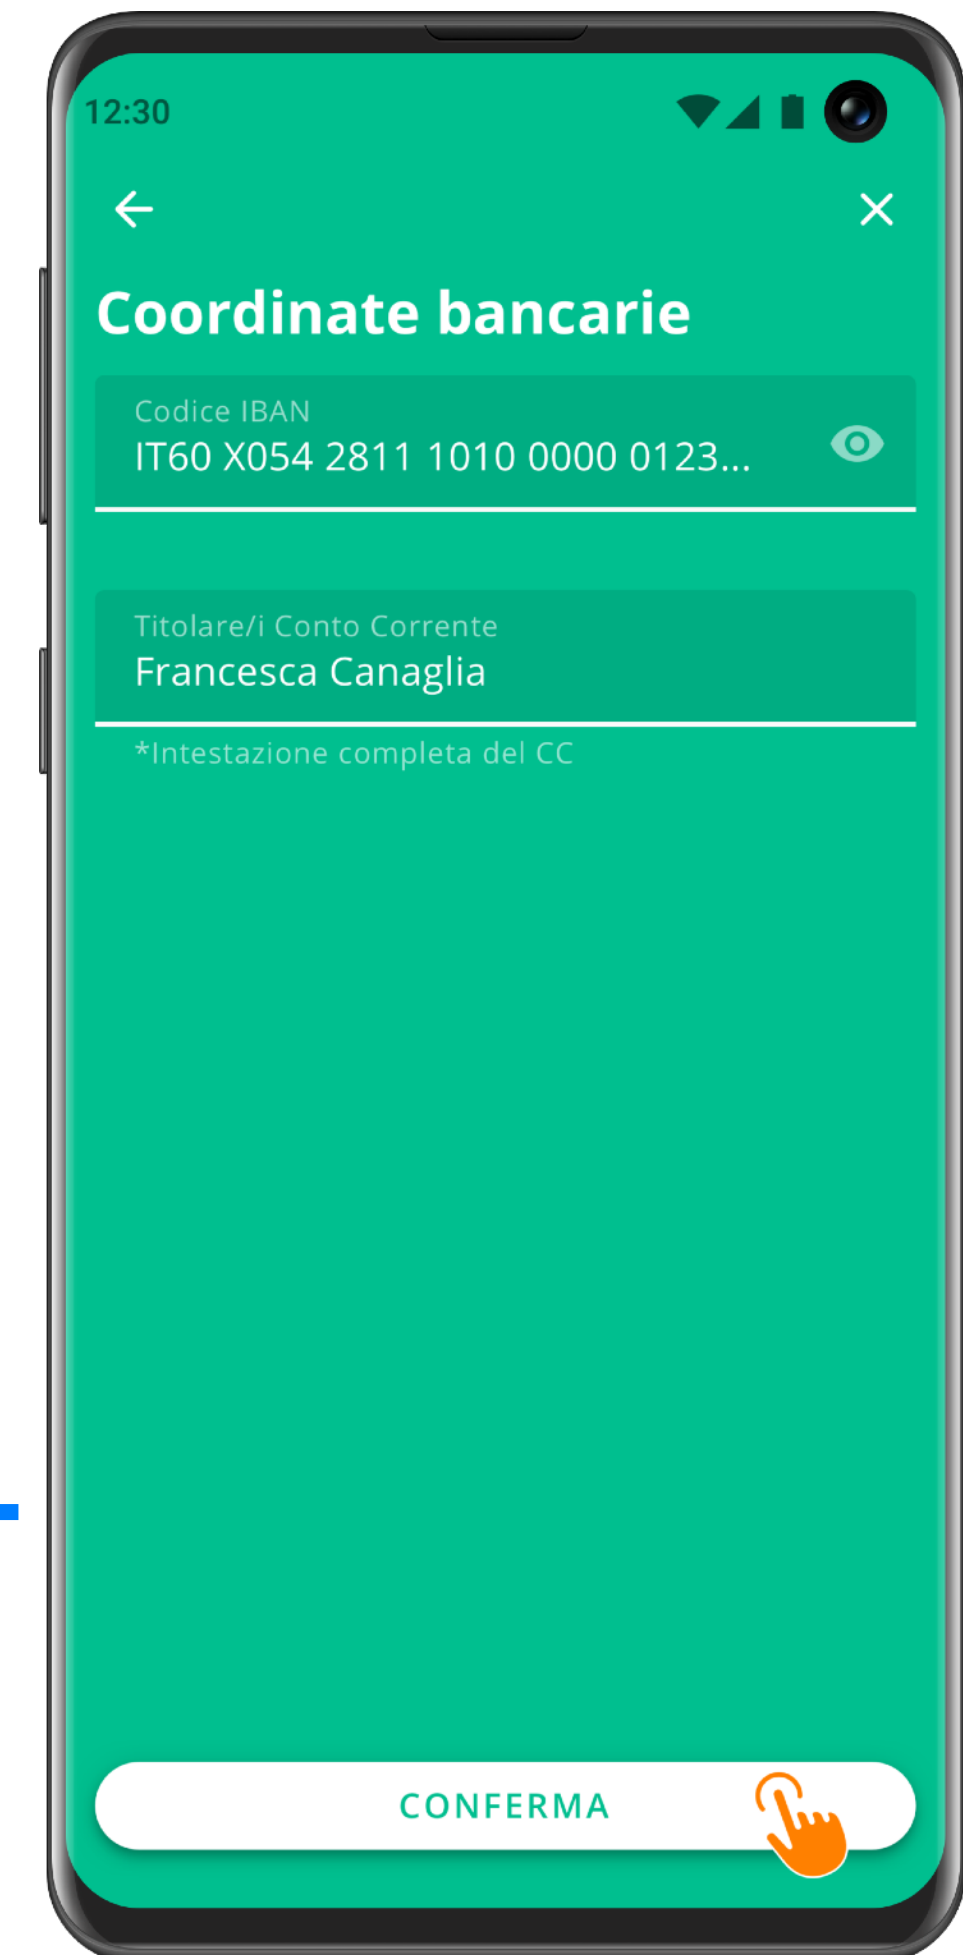 12:30
Coordinate bancarie
Codice IBAN
IT60 X054 2811 1010 0000 0123...
Titolare/i Conto Corrente
Francesca Canaglia
*Intestazione completa del CC
CONFERMA